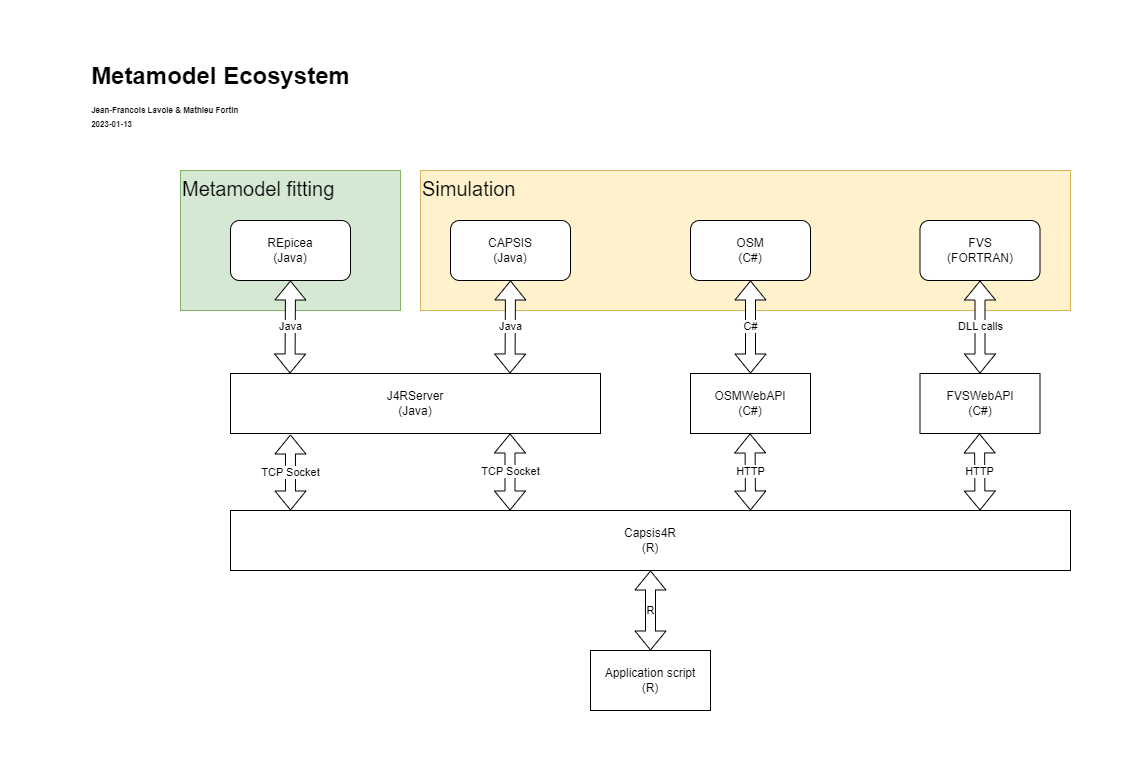 Metamodel Ecosystem
Jean-Francois Lavoie & Mathieu Fortin
2023-01-13
Metamodel fitting
Simulation
REpicea
(Java)
CAPSIS
(Java)
OSM
(C#)
FVS
(FORTRAN)
Java
Java
C#
DLL calls
J4RServer
(Java)
OSMWebAPI
(C#)
FVSWebAPI
(C#)
TCP Socket
TCP Socket
HTTP
HTTP
Capsis4R
(R)
R
Application script
(R)